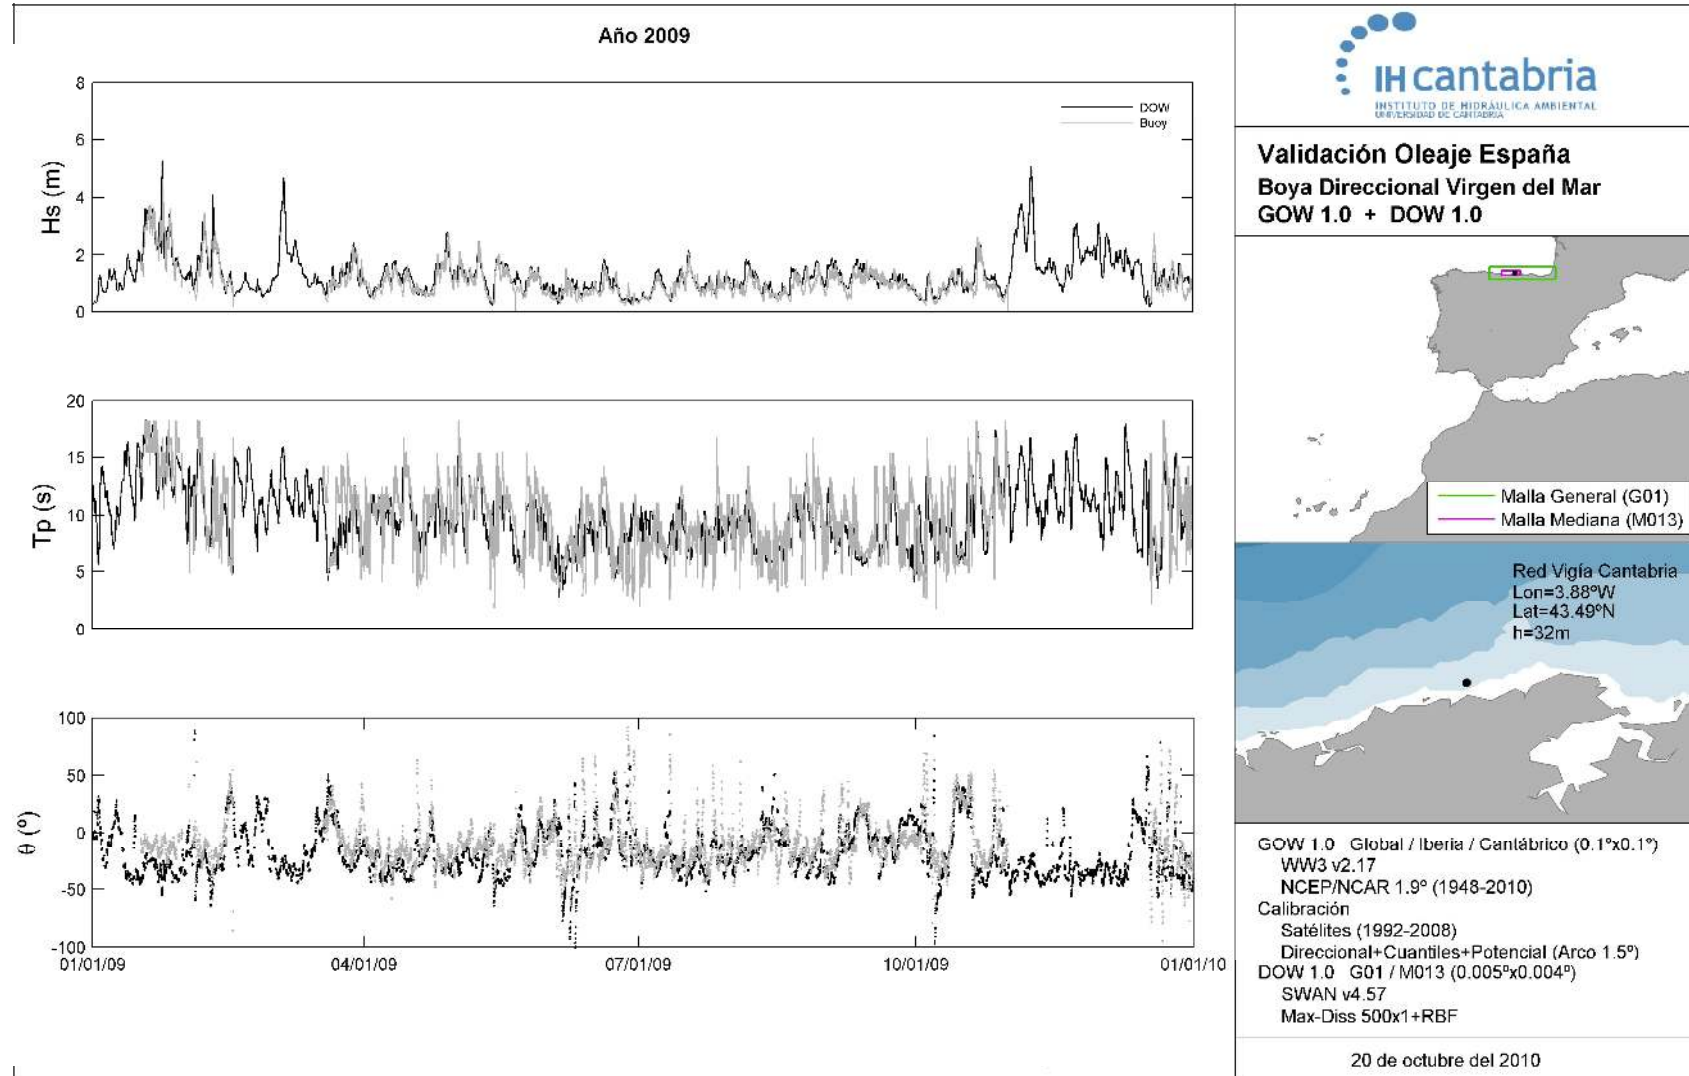 Año 2009
8
6
4
2
0
Hs (m)
DOW
Buoy
20
15
10
5
0
Tp (s)
100
50
0
-50
-100
θ (º)
01/01/09
04/01/09
07/01/09
10/01/09
01/01/10
IH cantabria
INSTITUTO DE HIDRÁULICA AMBIENTAL
UNIVERSIDAD DE CANTABRIA
Validación Oleaje España
Boya Direccional Virgen del Mar
GOW 1.0 + DOW 1.0
Malla General (G01)
Malla Mediana (M013)
Red Vigía Cantabria
Lon=3.88ºW
Lat=43.49ºN
h=32m
GOW 1.0 Global / Iberia / Cantábrico (0.1ºx0.1º)
WW3 v2.17
NCEP/NCAR 1.9º (1948-2010)
Calibración
Satélites (1992-2008)
Direccional+Cuantiles+Potencial (Arco 1.5º)
DOW 1.0 G01 / M013 (0.005ºx0.004º)
SWAN v4.57
Max-Diss 500x1+RBF
20 de octubre del 2010